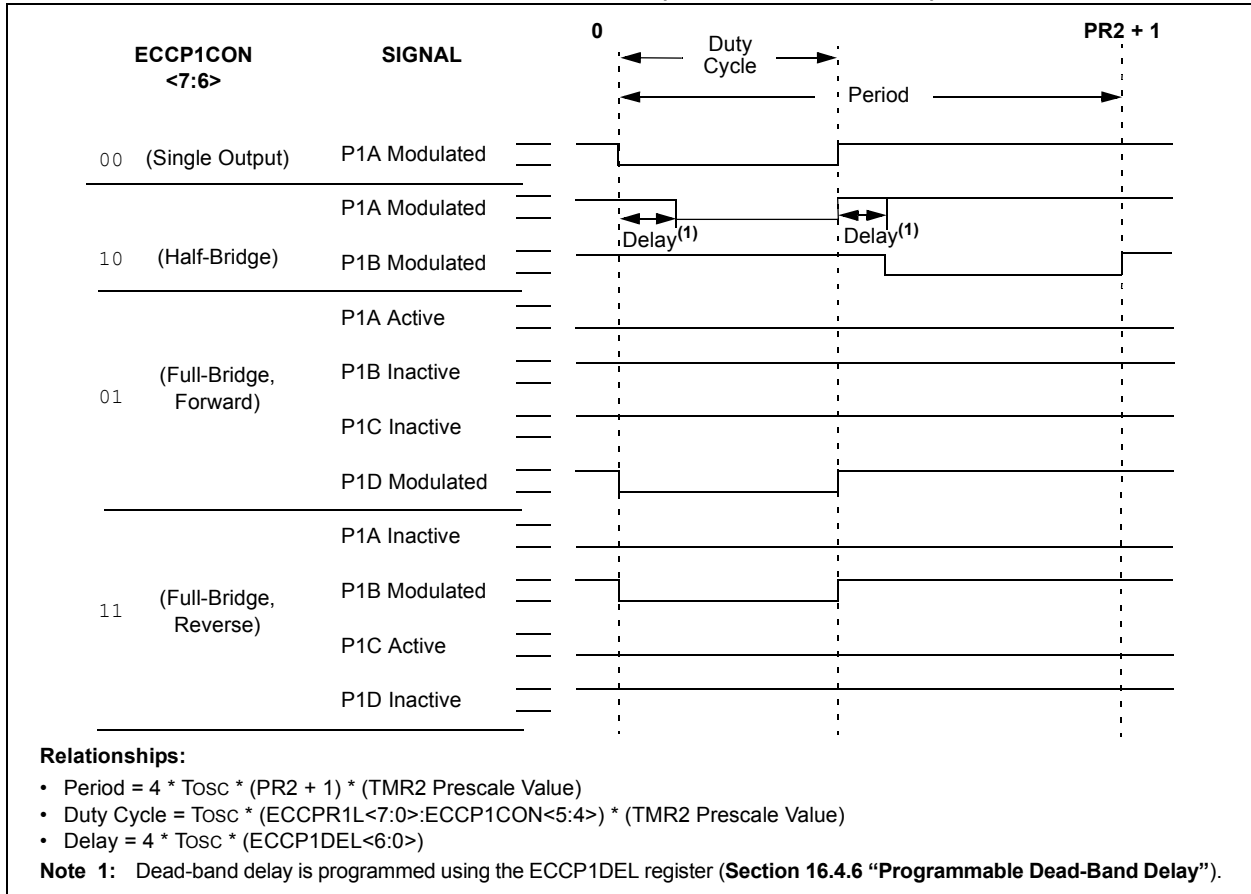 0 PR2 + 1
Duty
Cycle
ECCP1CON
<7:6>
SIGNAL
Period
00 (Single Output) P1A Modulated
P1A Modulated
Delay(1) Delay(1)
10 (Half-Bridge) P1B Modulated
P1A Active
P1B Inactive
01 (Full-Bridge,
Forward)
P1C Inactive
P1D Modulated
P1A Inactive
P1B Modulated
11 (Full-Bridge,
Reverse)
P1C Active
P1D Inactive
Relationships:
• Period = 4 * TOSC * (PR2 + 1) * (TMR2 Prescale Value)
• Duty Cycle = TOSC * (ECCPR1L<7:0>:ECCP1CON<5:4>) * (TMR2 Prescale Value)
• Delay = 4 * TOSC * (ECCP1DEL<6:0>)
Note 1: Dead-band delay is programmed using the ECCP1DEL register (Section 16.4.6 “Programmable Dead-Band Delay”).